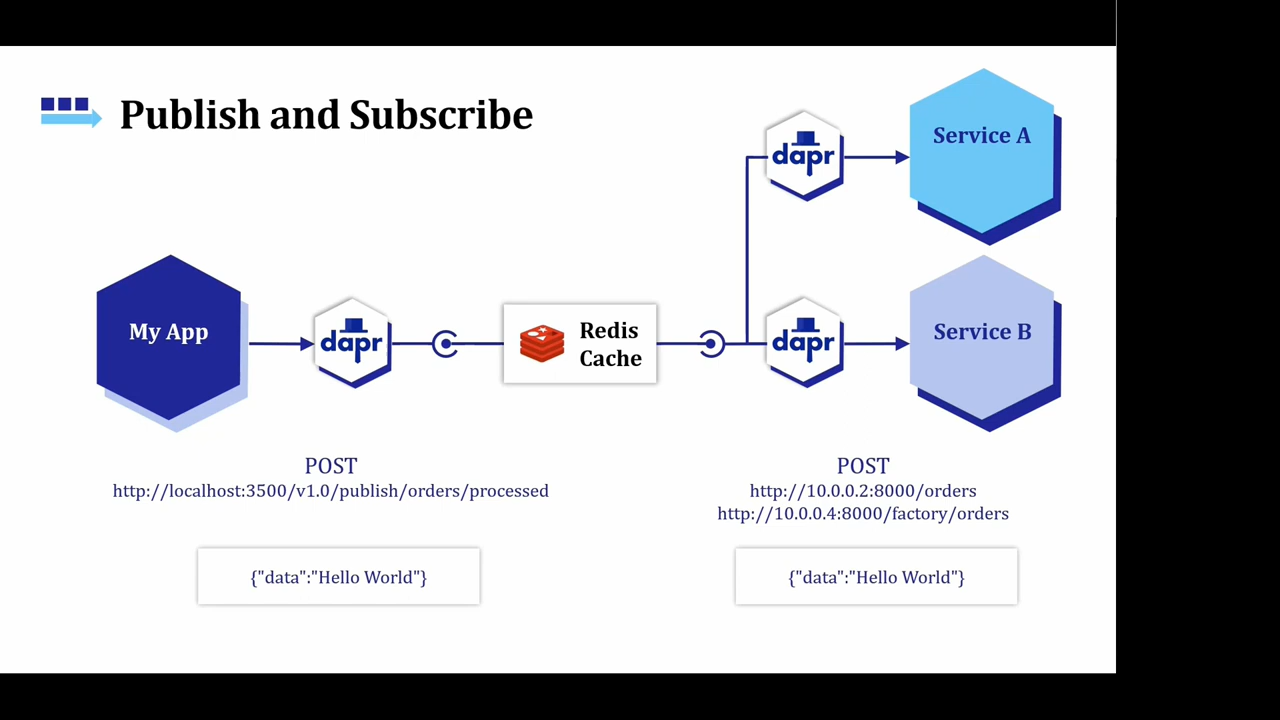 Publish and Subscribe
dapr
Service A
My App
dapr
Redis
Cache
dapr
Service B
POST
http://localhost:3500/v1.0/publish/orders/processed
{"data":"Hello World"}
POST
http://10.0.0.2:8000/orders
http://10.0.0.4:8000/factory/orders
{"data":"Hello World"}